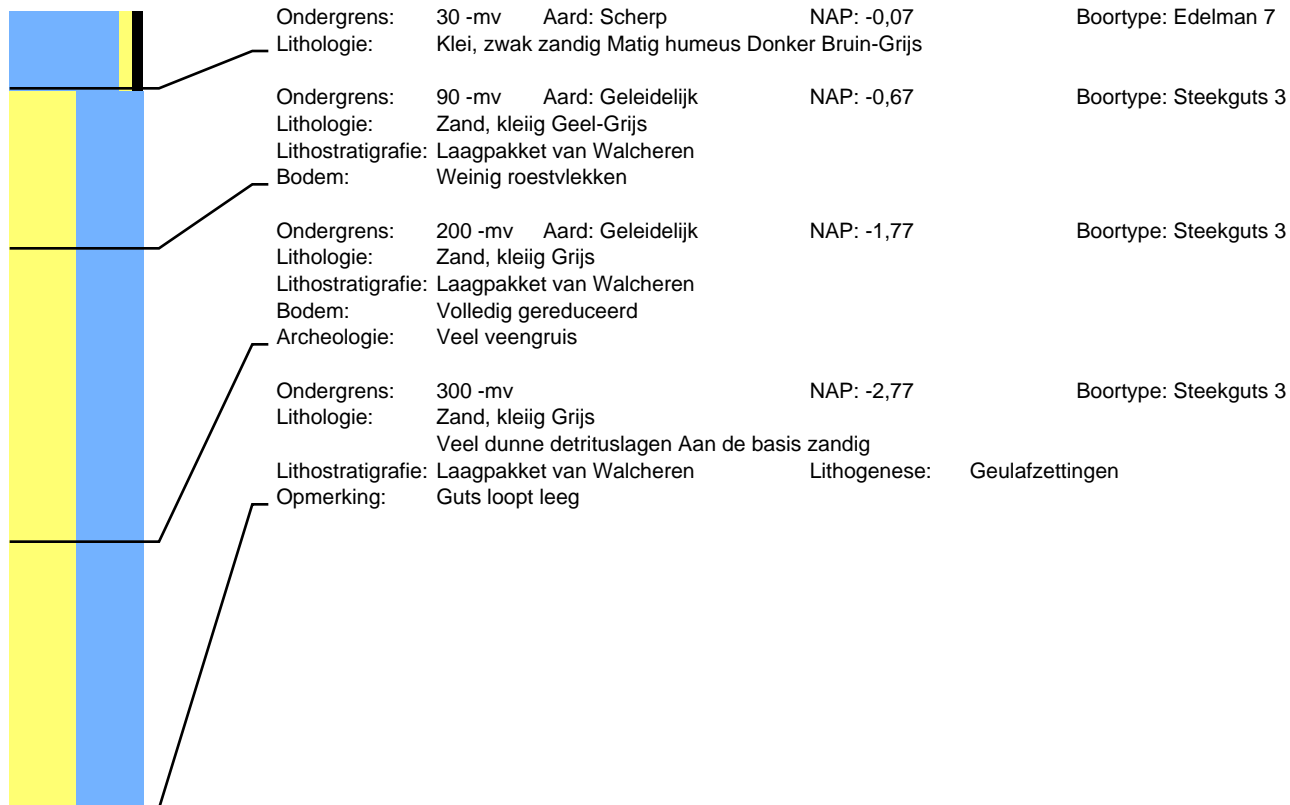 Ondergrens: 30 -mv Aard: Scherp NAP: -0,07 Boortype: Edelman 7
Lithologie: Klei, zwak zandig Matig humeus Donker Bruin-Grijs
Ondergrens: 90 -mv Aard: Geleidelijk NAP: -0,67 Boortype: Steekguts 3
Lithologie: Zand, kleiig Geel-Grijs
Lithostratigrafie: Laagpakket van Walcheren
Bodem: Weinig roestvlekken
Ondergrens: 200 -mv Aard: Geleidelijk NAP: -1,77 Boortype: Steekguts 3
Lithologie: Zand, kleiig Grijs
Lithostratigrafie: Laagpakket van Walcheren
Bodem: Volledig gereduceerd
Archeologie: Veel veengruis
Ondergrens: 300 -mv NAP: -2,77 Boortype: Steekguts 3
Lithologie: Zand, kleiig Grijs
Veel dunne detrituslagen Aan de basis zandig
Lithostratigrafie: Laagpakket van Walcheren Lithogenese: Geulafzettingen
Opmerking: Guts loopt leeg